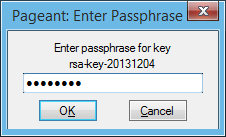 Pageant: Enter Passphrase
Enter passphrase for key
rsa-key-20131204
●●●●●●●●
OK
Cancel